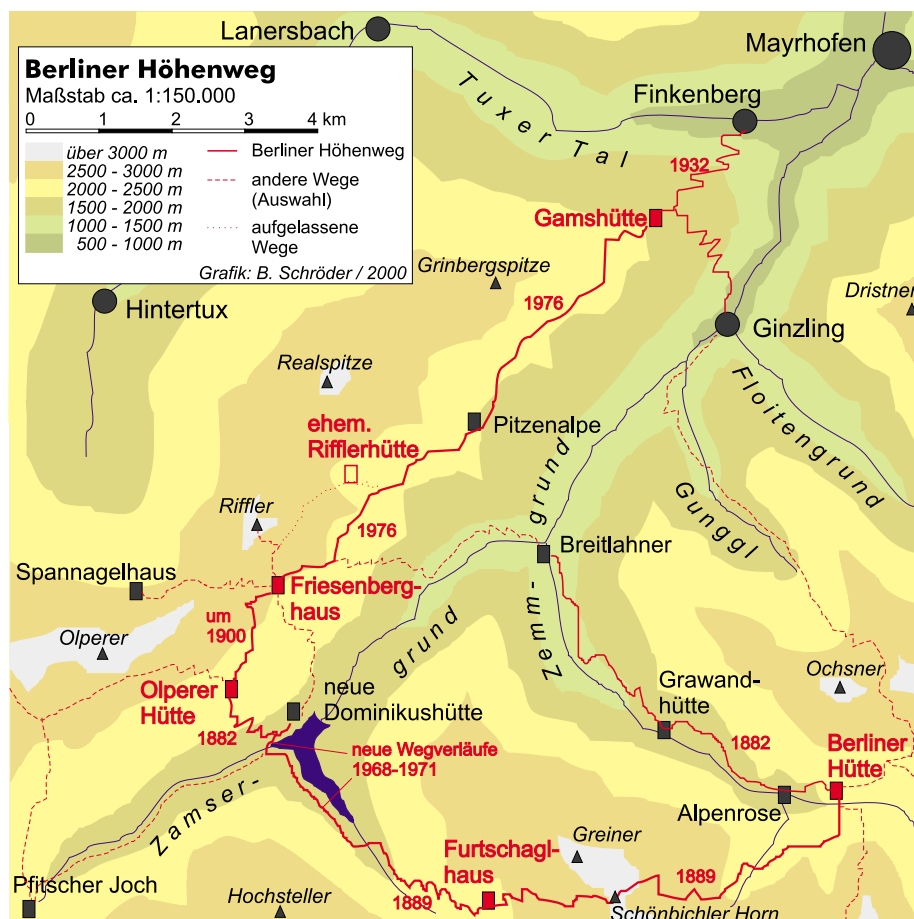 Lanersbach
Mayrhofen
Berliner Höhenweg
Maßstab ca. 1:150.000
0 1 2 3 4 km
über 3000 m
2500 - 3000 m
2000 - 2500 m
1500 - 2000 m
1000 - 1500 m
500 - 1000 m
Berliner Höhenweg
andere Wege
(Auswahl)
aufgelassene
Wege
Grafik: B. Schröder / 2000
Tuxer Tal
Finkenberg
1932
Gamshütte
Grinbergspitze
1976
Hintertux
Dristner
Ginzling
Realspitze
Floitengrund
ehem.
Rifflerhütte
Pitzenalpe
Gunggl
Riffler
1976
Zemm-
grund
Breitlahner
Spannagelhaus
Friesenberg-
haus
um
1900
Olperer
grund
Olperer
Hütte
neue
Dominikushütte
Grawand-
hütte
Ochsner
1882
neue Wegverläufe
1968-1971
1882
Berliner
Hütte
Zamser-
Alpenrose
Greiner
Furtschagl-
haus
1889
Pfitscher Joch
Hochsteller
1889
Schönbichler Horn